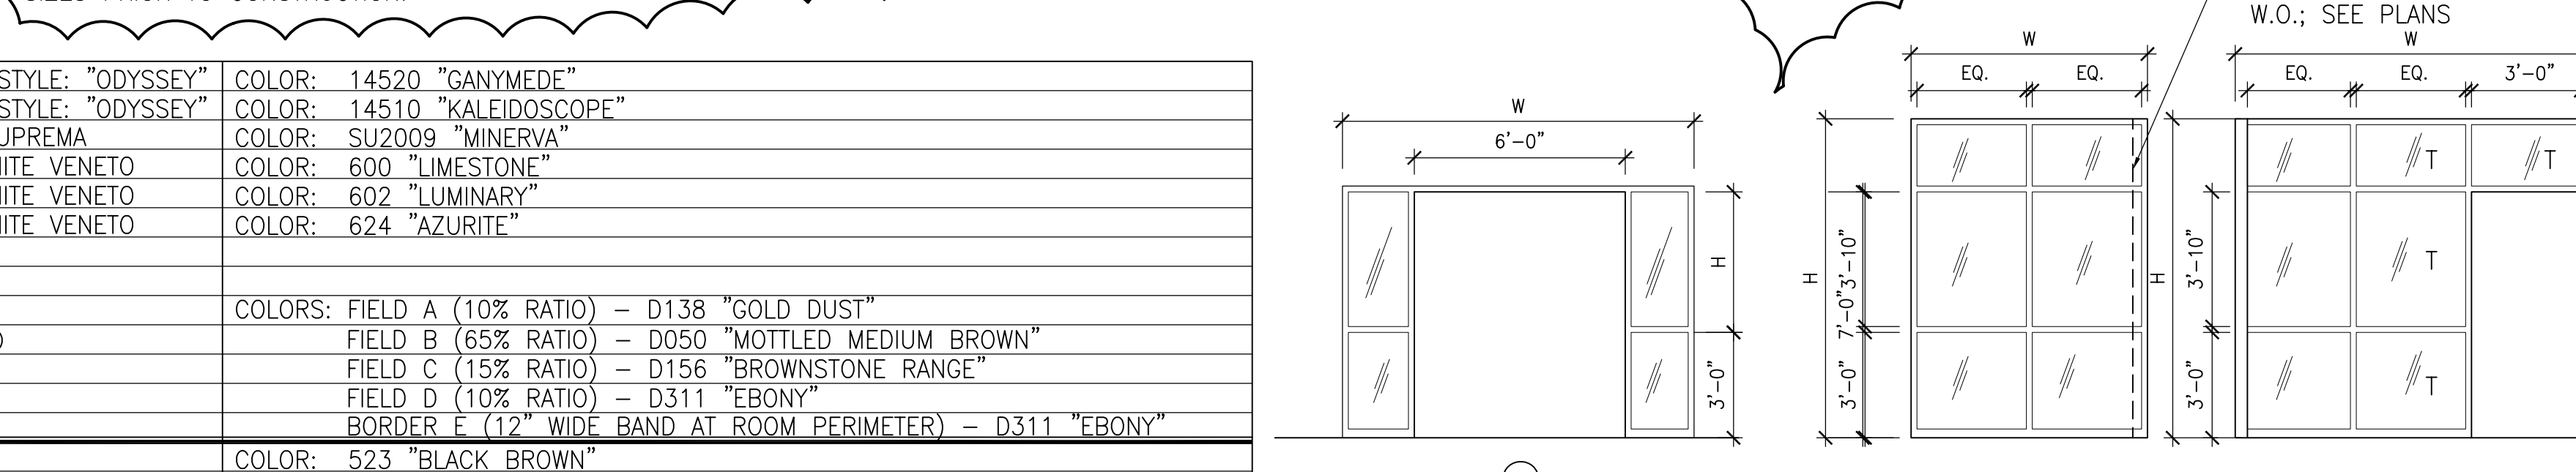 STYLE: "ODYSSEY" COLOR: 14520 "GANYMEDE"
STYLE: "ODYSSEY" COLOR: 14510 "KALEIDOSCOPE"
UPREMA COLOR: SU2009 "MINERVA"
ITE VENETO COLOR: 600 "LIMESTONE"
ITE VENETO COLOR: 602 "LUMINARY"
ITE VENETO COLOR: 624 "AZURITE"
COLORS: FIELD A (10% RATIO) – D138 "GOLD DUST"
) FIELD B (65% RATIO) – D050 "MOTTLED MEDIUM BROWN"
FIELD C (15% RATIO) – D156 "BROWNSTONE RANGE"
FIELD D (10% RATIO) – D311 "EBONY"
BORDER E (12" WIDE BAND AT ROOM PERIMETER) – D311 "EBONY"
COLOR: 523 "BLACK BROWN"
W
6'-0"
H
3'-0"
W
EQ. EQ.
H
3'-10"
7'-0"
3'-0"
W.O.; SEE PLANS
W
EQ. EQ. 3'-0"
H
3'-10"
3'-0"
T T
T
T